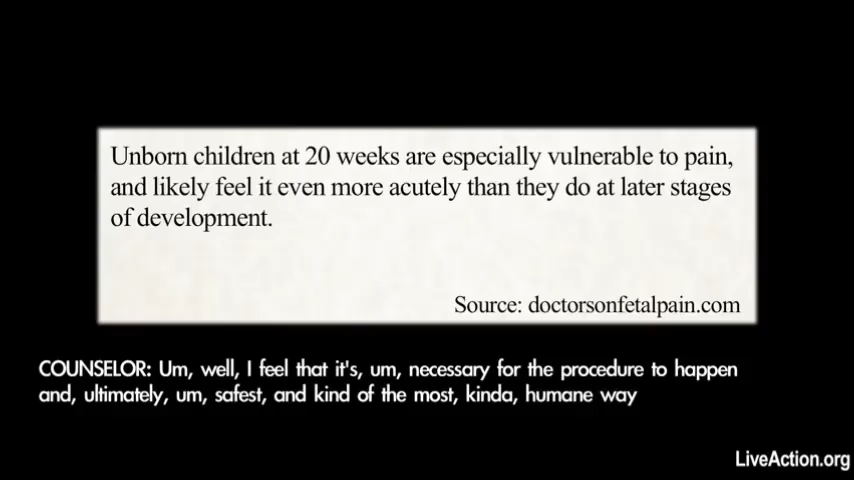 Unborn children at 20 weeks are especially vulnerable to pain,
and likely feel it even more acutely than they do at later stages
of development.
Source: doctorsonfetalpain.com
COUNSELOR: Um, well, I feel that it's, um, necessary for the procedure to happen
and, ultimately, um, safest, and kind of the most, kinda, humane way
LiveAction.org